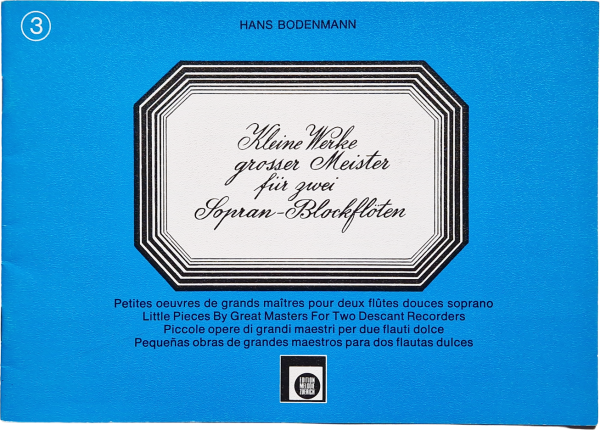 3
HANS BODENMANN
Kleine Werke
grosser Meister
für zwei
Sopran-Blockflöten
Petites oeuvres de grands maîtres pour deux flûtes douces soprano
Little Pieces By Great Masters For Two Descant Recorders
Piccole opere di grandi maestri per due flauti dolce
Pequeñas obras de grandes maestros para dos flautas dulces
EDITION
MELODIE
ZUERICH